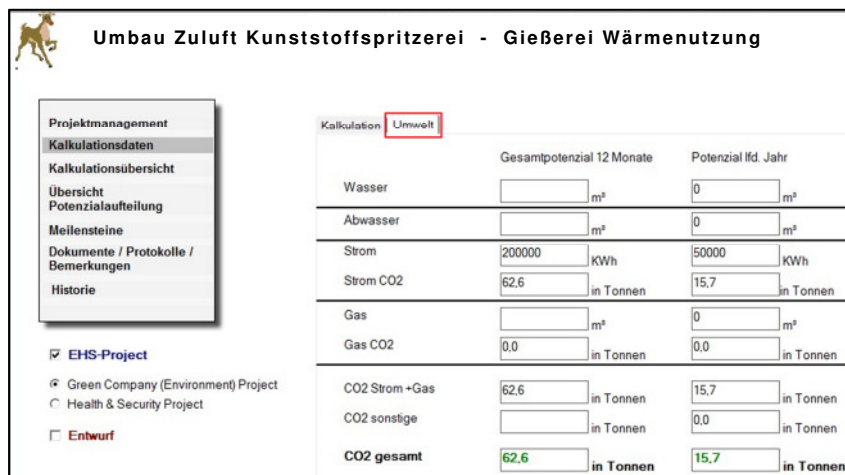 Umbau Zuluft Kunststoffspritzerei - Gießerei Wärmenutzung
Projektmanagement
Kalkulationsdaten
Kalkulationsübersicht
Übersicht
Potenzialaufteilung
Meilensteine
Dokumente / Protokolle /
Bemerkungen
Historie
EHS-Project
Green Company (Environment) Project
Health & Security Project
Entwurf
Kalkulation Umwelt
Gesamtpotenzial 12 Monate Potenzial lfd. Jahr
Wasser m³ 0 m³
Abwasser m³ 0 m³
Strom 200000 KWh 50000 KWh
Strom CO2 62,6 in Tonnen 15,7 in Tonnen
Gas m³ 0 m³
Gas CO2 0,0 in Tonnen 0,0 in Tonnen
CO2 Strom +Gas 62,6 in Tonnen 15,7 in Tonnen
CO2 sonstige in Tonnen 0,0 in Tonnen
CO2 gesamt 62,6 in Tonnen 15,7 in Tonnen